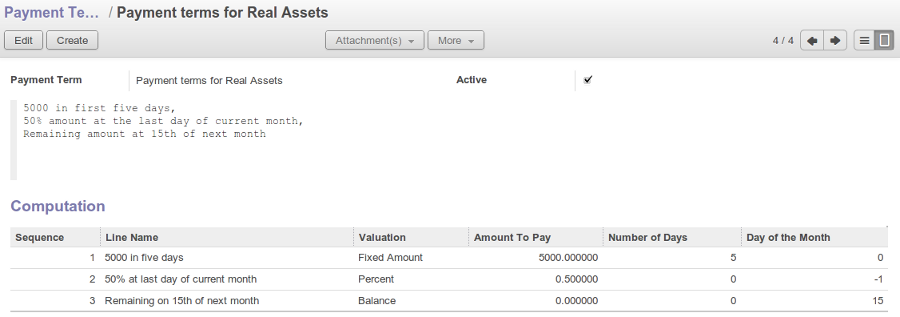 Payment Te... / Payment terms for Real Assets
Edit Create Attachment(s) More 4 / 4
Payment Term Payment terms for Real Assets Active
5000 in first five days,
50% amount at the last day of current month,
Remaining amount at 15th of next month
Computation
Sequence Line Name Valuation Amount To Pay Number of Days Day of the Month
1 5000 in five days Fixed Amount 5000.000000 5 0
2 50% at last day of current month Percent 0.500000 0 -1
3 Remaining on 15th of next month Balance 0.000000 0 15